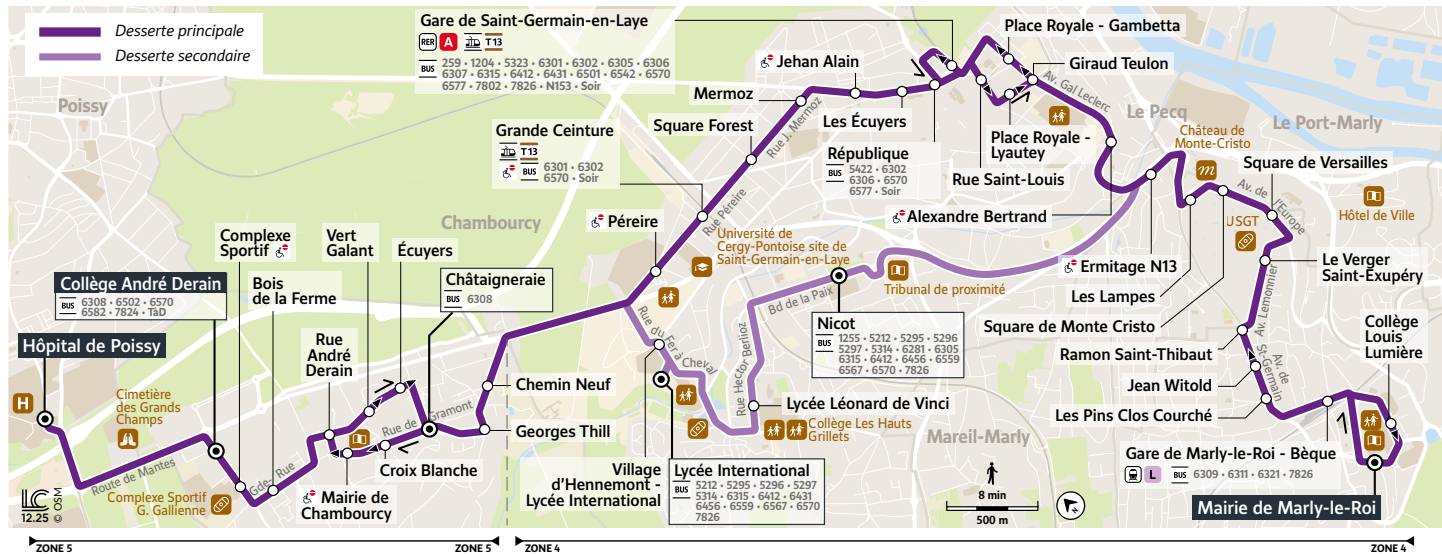 Desserte principale
Desserte secondaire
Gare de Saint-Germain-en-Laye
RER A T13
BUS 259 • 1204 • 5323 • 6301 • 6302 • 6305 • 6306
6307 • 6315 • 6412 • 6431 • 6501 • 6542 • 6570
6577 • 7802 • 7826 • N153 • Soir
Place Royale - Gambetta
Giraud Teulon
Av. Gal Leclerc
Jehan Alain
Mermoz
Les Écuyers
Square Forest
Rue J. Mermoz
Place Royale -
Lyautey
Rue Saint-Louis
République
BUS 5422 • 6302
6306 • 6570
6577 • Soir
Grande Ceinture
T13
BUS 6301 • 6302
6570 • Soir
Poissy
Chambourcy
Le Pecq
Le Port-Marly
Château de
Monte-Cristo
Square de Versailles
Av. de l'Europe
Hôtel de Ville
USGT
Alexandre Bertrand
Ermitage N13
Les Lampes
Square de Monte Cristo
Le Verger
Saint-Exupéry
Av. Lemonnier
Ramon Saint-Thibaut
Jean Witold
Av. de
St-Germain
Les Pins Clos Courché
Collège
Louis
Lumière
Gare de Marly-le-Roi - Bèque
L BUS 6309 • 6311 • 6321 • 7826
Mairie de Marly-le-Roi
Péreire
Rue Péreire
Université de
Cergy-Pontoise site de
Saint-Germain-en-Laye
Tribunal de proximité
Bd de la Paix
Nicot
BUS 1255 • 5212 • 5295 • 5296
5297 • 5314 • 6281 • 6305
6315 • 6412 • 6456 • 6559
6567 • 6570 • 7826
Rue du Fer à Cheval
Rue Hector Berlioz
Lycée Léonard de Vinci
Collège Les Hauts
Grillets
Mareil-Marly
Village
d'Hennemont -
Lycée International
Lycée International
BUS 5212 • 5295 • 5296 • 5297
5314 • 6315 • 6412 • 6431
6456 • 6559 • 6567 • 6570
7826
Complexe
Sportif
Vert
Galant
Écuyers
Châtaigneraie
BUS 6308
Collège André Derain
BUS 6308 • 6502 • 6570
6582 • 7824 • TàD
Bois
de la Ferme
Hôpital de Poissy
H
Rue
André
Derain
Cimetière
des Grands
Champs
Chemin Neuf
Georges Thill
Rue de Gramont
Croix Blanche
Mairie de
Chambourcy
Gde- Rue
Route de Mantes
Complexe Sportif
G. Gallienne
LC
12.25 © OSM
8 min
500 m
ZONE 5
ZONE 5
ZONE 4
ZONE 4